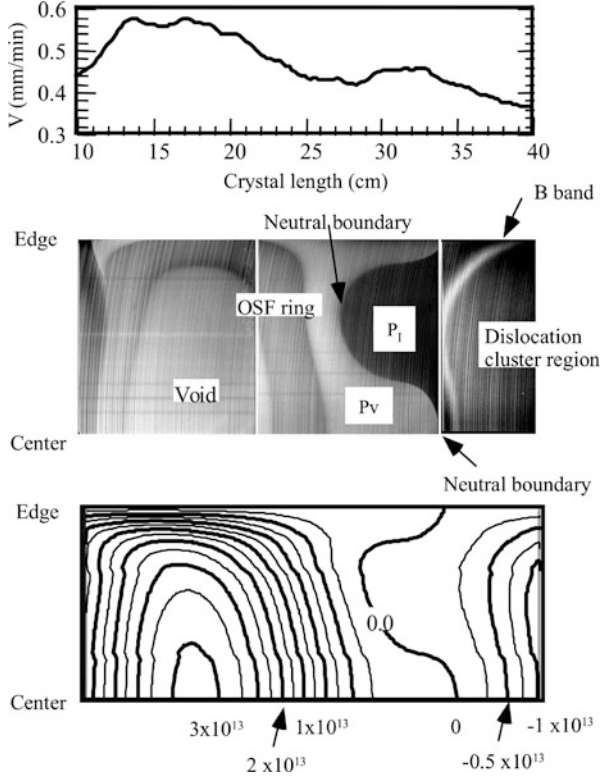 0.6
0.5
0.4
0.3
V (mm/min)
10 15 20 25 30 35 40
Crystal length (cm)
B band
Neutral boundary
Edge
OSF ring
P_I
Dislocation
cluster region
Void
Pv
Center
Neutral boundary
Edge
0.0
Center
3x10¹³ 1x10¹³ 0 -1 x10¹³
2 x10¹³ -0.5 x10¹³